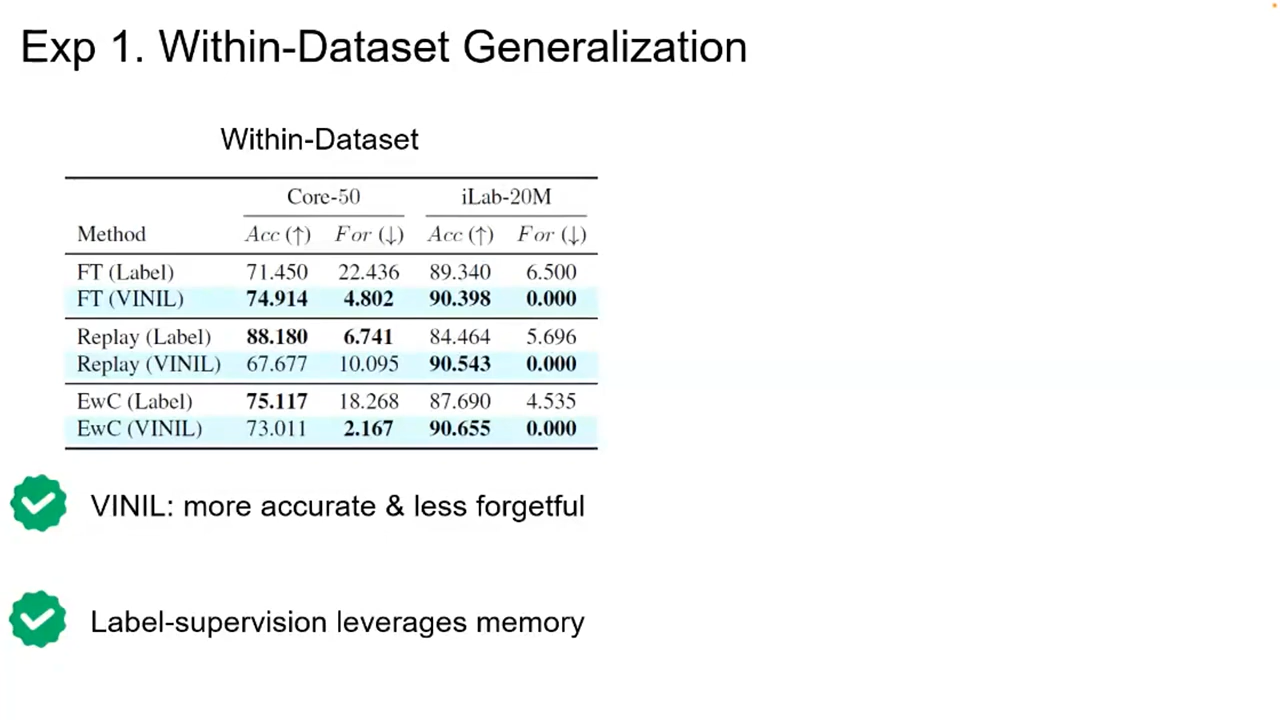 Exp 1. Within-Dataset Generalization
Within-Dataset
Core-50 iLab-20M
Method Acc (↑) For (↓) Acc (↑) For (↓)
FT (Label) 71.450 22.436 89.340 6.500
FT (VINIL) 74.914 4.802 90.398 0.000
Replay (Label) 88.180 6.741 84.464 5.696
Replay (VINIL) 67.677 10.095 90.543 0.000
EwC (Label) 75.117 18.268 87.690 4.535
EwC (VINIL) 73.011 2.167 90.655 0.000
VINIL: more accurate & less forgetful
Label-supervision leverages memory